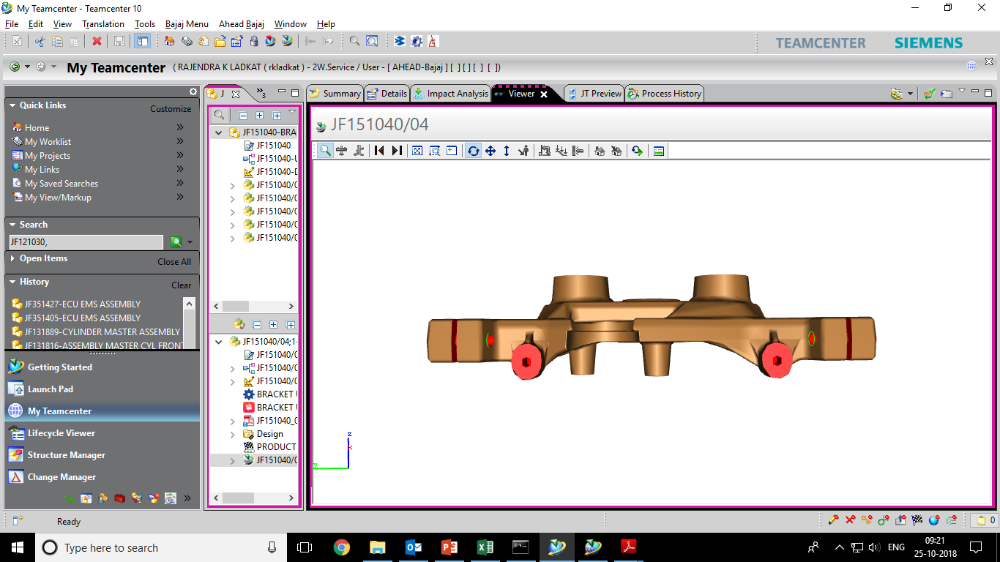 My Teamcenter - Teamcenter 10
File Edit View Translation Tools Bajaj Menu Ahead Bajaj Window Help
TEAMCENTER SIEMENS
My Teamcenter ( RAJENDRA K LADKAT ( rkladkat ) - 2W.Service / User - [ AHEAD-Bajaj ] [ ] [ ] [ ] [ ])
Quick Links
Customize
Home
My Worklist
My Projects
My Links
My Saved Searches
My View/Markup
Search
JF121030,
Open Items
Close All
History
Clear
JF351427-ECU EMS ASSEMBLY
JF351405-ECU EMS ASSEMBLY
JF131889-CYLINDER MASTER ASSEMBLY
JF131816-ASSEMBLY MASTER CYL FRONT
Getting Started
Launch Pad
My Teamcenter
Lifecycle Viewer
Structure Manager
Change Manager
J
3
JF151040-BRA
JF151040
JF151040-U
JF151040-D
JF151040/0
JF151040/0
JF151040/0
JF151040/0
JF151040/0
JF151040/04;1-
JF151040/0
JF151040/0
JF151040/0
BRACKET U
BRACKET U
JF151040_0
Design
PRODUCT
JF151040/0
Summary Details Impact Analysis Viewer JT Preview Process History
JF151040/04
z
x
y
Ready
0
Type here to search
ENG
09:21
25-10-2018